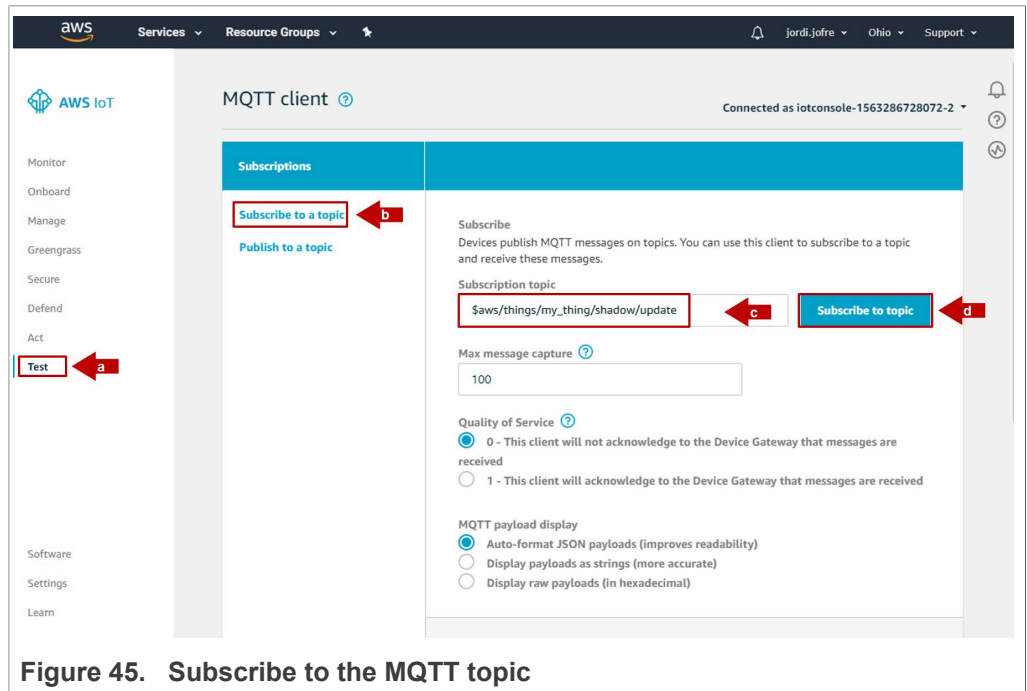 aws
Services
Resource Groups
jordi.jofre
Ohio
Support
AWS IoT
Monitor
Onboard
Manage
Greengrass
Secure
Defend
Act
Test
a
Software
Settings
Learn
MQTT client
Connected as iotconsole-1563286728072-2
Subscriptions
Subscribe to a topic
b
Publish to a topic
Subscribe
Devices publish MQTT messages on topics. You can use this client to subscribe to a topic
and receive these messages.
Subscription topic
$aws/things/my_thing/shadow/update
c
Subscribe to topic
d
Max message capture
100
Quality of Service
0 - This client will not acknowledge to the Device Gateway that messages are
received
1 - This client will acknowledge to the Device Gateway that messages are received
MQTT payload display
Auto-format JSON payloads (improves readability)
Display payloads as strings (more accurate)
Display raw payloads (in hexadecimal)
Figure 45. Subscribe to the MQTT topic